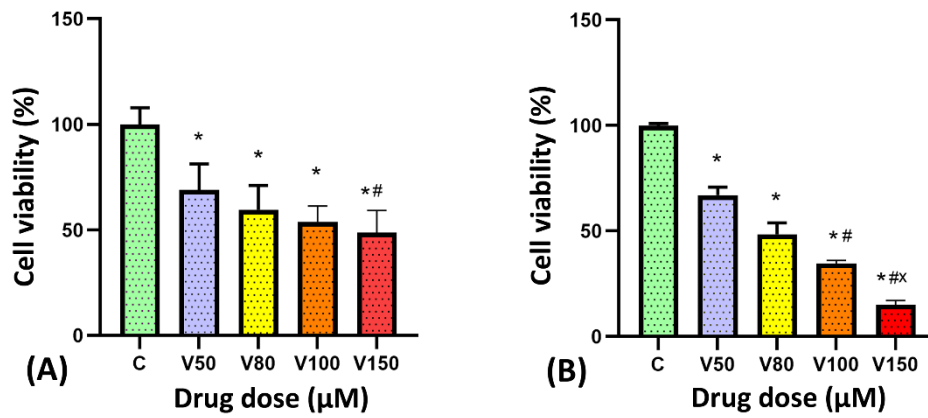 150
100
50
0
Cell viability (%)
*
*
*
*#
C
V50
V80
V100
V150
Drug dose (µM)
(A)
150
100
50
0
Cell viability (%)
*
*
*#
*#x
C
V50
V80
V100
V150
Drug dose (µM)
(B)